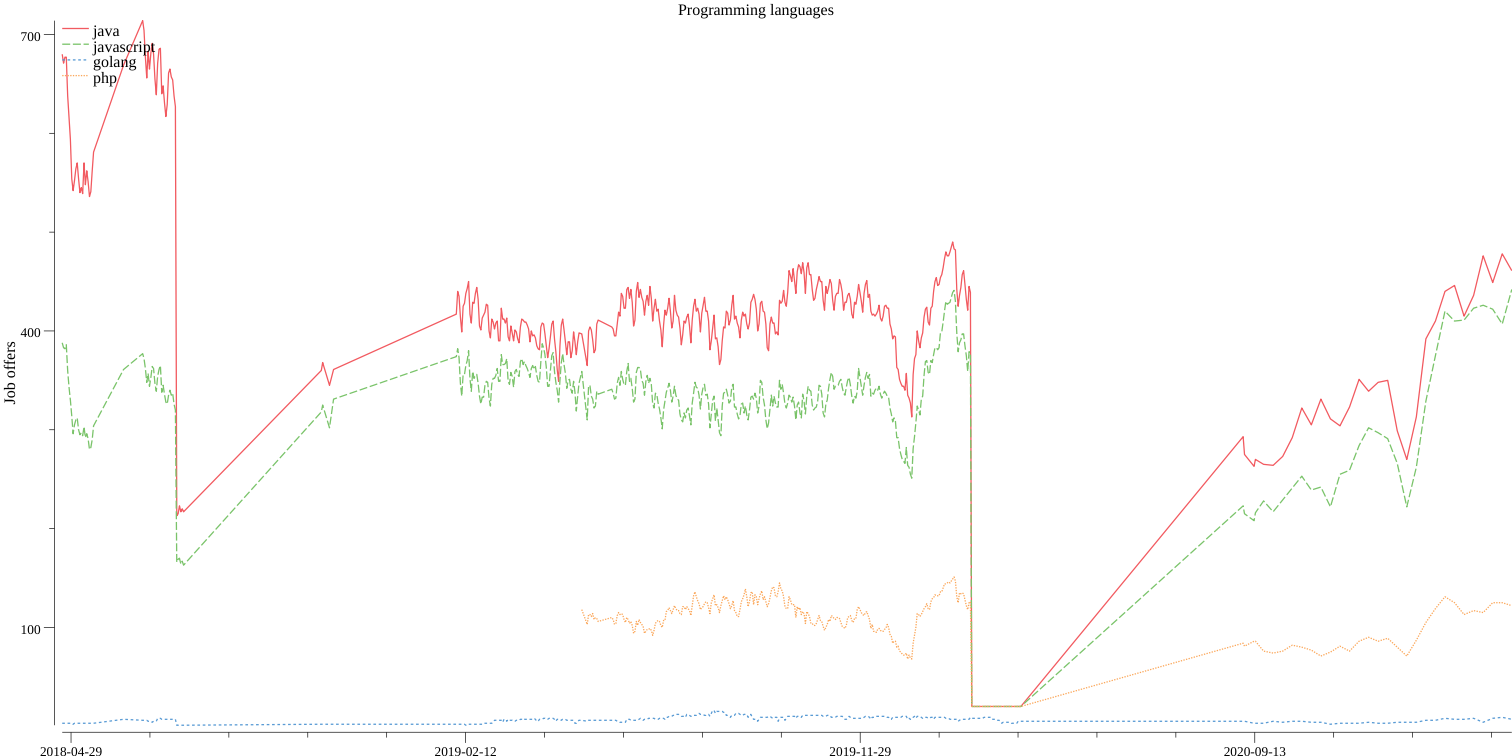 Programming languages
java
javascript
golang
php
700
400
100
Job offers
2018-04-29
2019-02-12
2019-11-29
2020-09-13